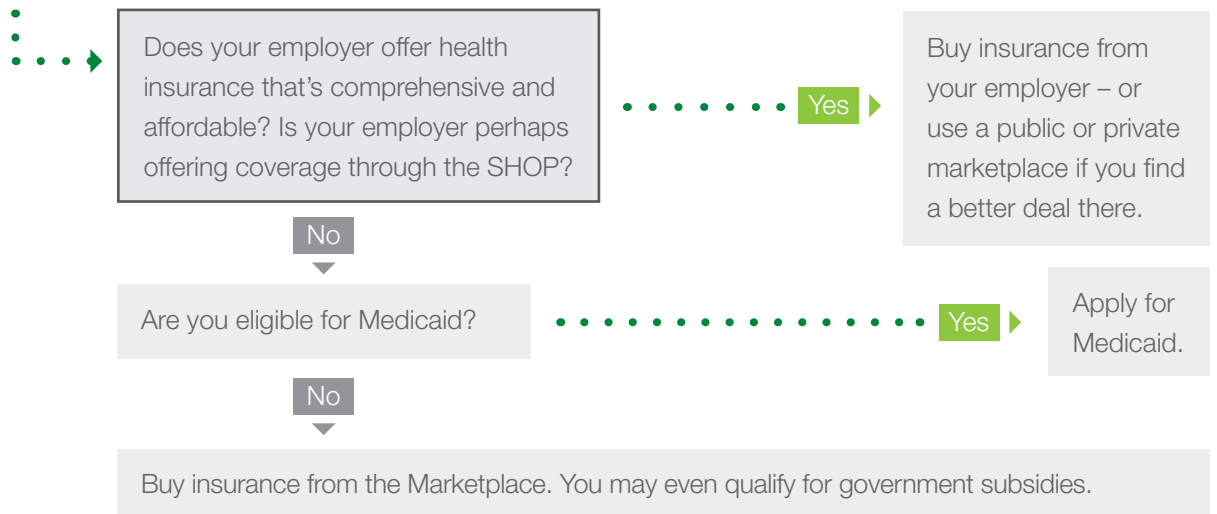 Does your employer offer health
insurance that's comprehensive and
affordable? Is your employer perhaps
offering coverage through the SHOP?
Yes
Buy insurance from
your employer – or
use a public or private
marketplace if you find
a better deal there.
No
Are you eligible for Medicaid?
Yes
Apply for
Medicaid.
No
Buy insurance from the Marketplace. You may even qualify for government subsidies.